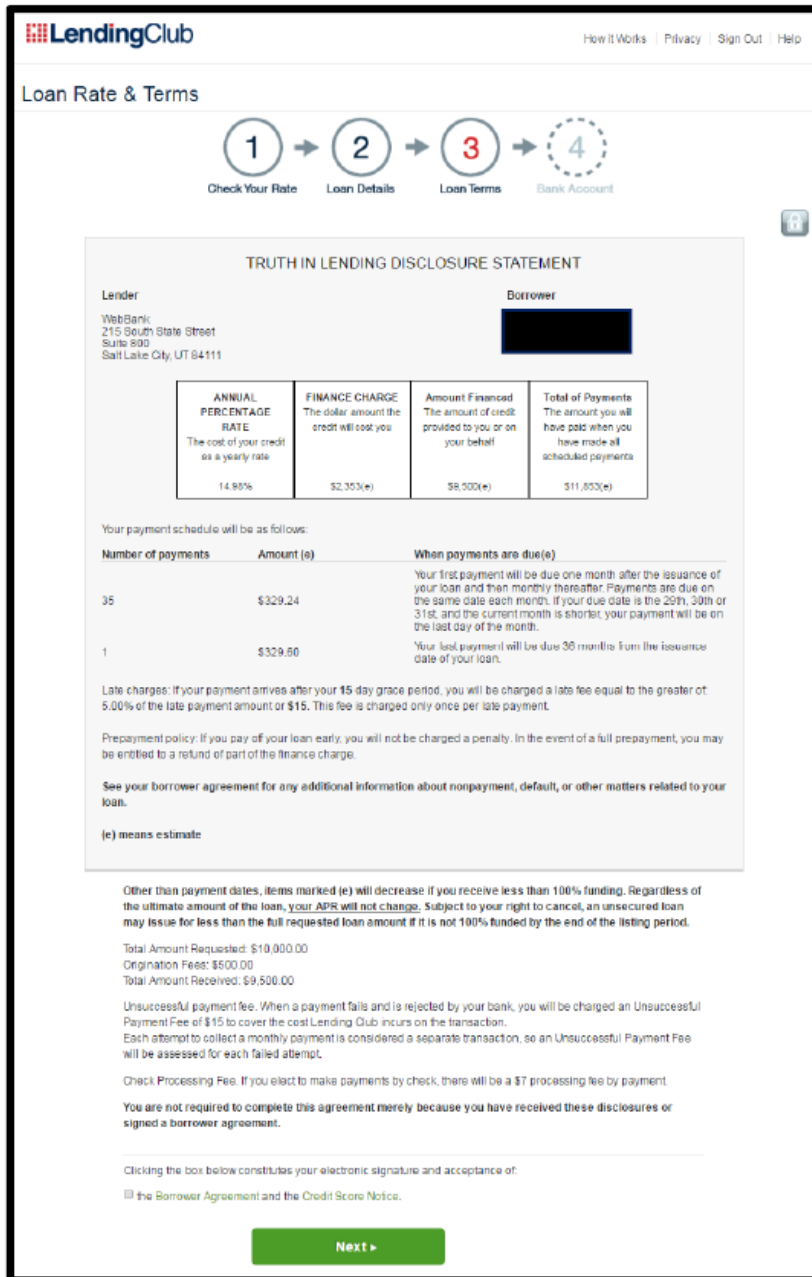 LendingClub
How it Works | Privacy | Sign Out | Help
Loan Rate & Terms
1 2 3 4
Check Your Rate Loan Details Loan Terms Bank Account
TRUTH IN LENDING DISCLOSURE STATEMENT
Lender Borrower
WebBank
215 South State Street
Suite 800
Salt Lake City, UT 84111
ANNUAL PERCENTAGE RATE
The cost of your credit as a yearly rate
14.98%
FINANCE CHARGE
The dollar amount the credit will cost you
$2,353(e)
Amount Financed
The amount of credit provided to you or on your behalf
$9,500(e)
Total of Payments
The amount you will have paid when you have made all scheduled payments
$11,853(e)
Your payment schedule will be as follows:
Number of payments Amount (e) When payments are due(e)
35 $329.24 Your first payment will be due one month after the issuance of
your loan and then monthly thereafter. Payments are due on
the same date each month. If your due date is the 29th, 30th or
31st, and the current month is shorter, your payment will be on
the last day of the month.
1 $329.60 Your last payment will be due 36 months from the issuance
date of your loan.
Late charges: If your payment arrives after your 15 day grace period, you will be charged a late fee equal to the greater of:
5.00% of the late payment amount or $15. This fee is charged only once per late payment.
Prepayment policy: If you pay of your loan early, you will not be charged a penalty. In the event of a full prepayment, you may
be entitled to a refund of part of the finance charge.
See your borrower agreement for any additional information about nonpayment, default, or other matters related to your
loan.
(e) means estimate
Other than payment dates, items marked (e) will decrease if you receive less than 100% funding. Regardless of
the ultimate amount of the loan, your APR will not change. Subject to your right to cancel, an unsecured loan
may issue for less than the full requested loan amount if it is not 100% funded by the end of the listing period.
Total Amount Requested: $10,000.00
Origination Fees: $500.00
Total Amount Received: $9,500.00
Unsuccessful payment fee. When a payment fails and is rejected by your bank, you will be charged an Unsuccessful
Payment Fee of $15 to cover the cost Lending Club incurs on the transaction.
Each attempt to collect a monthly payment is considered a separate transaction, so an Unsuccessful Payment Fee
will be assessed for each failed attempt.
Check Processing Fee. If you elect to make payments by check, there will be a $7 processing fee by payment.
You are not required to complete this agreement merely because you have received these disclosures or
signed a borrower agreement.
Clicking the box below constitutes your electronic signature and acceptance of:
the Borrower Agreement and the Credit Score Notice.
Next ▸